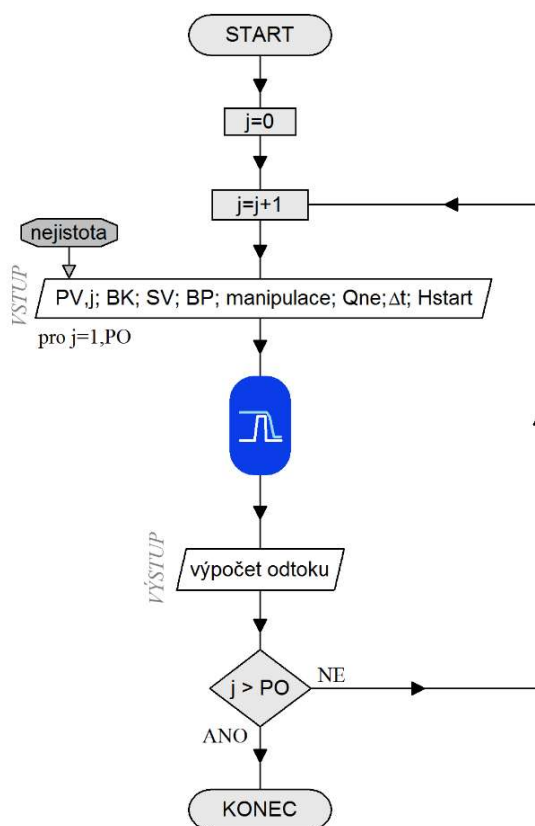 START
j=0
j=j+1
nejistota
VSTUP
PV,j; BK; SV; BP; manipulace; Qne;Δt; Hstart
pro j=1,PO
VÝSTUP
výpočet odtoku
j > PO
NE
ANO
KONEC